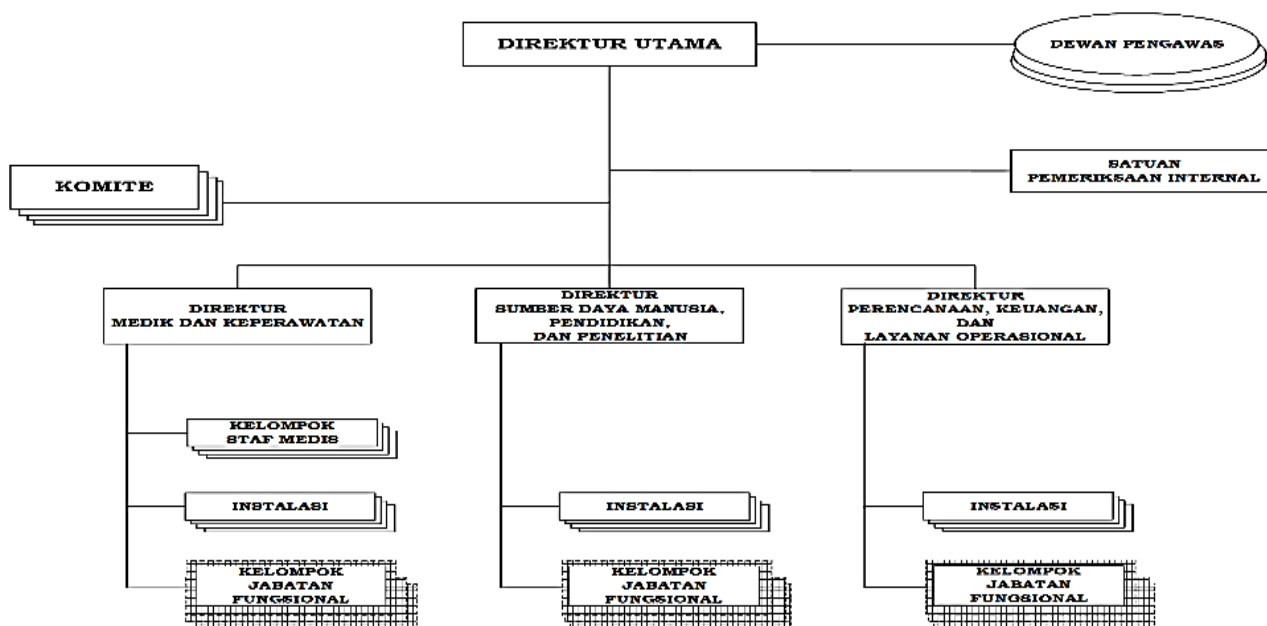 DIREKTUR UTAMA
DEWAN PENGAWAS
SATUAN
PEMERIKSAAN INTERNAL
KOMITE
DIREKTUR
MEDIK DAN KEPERAWATAN
DIREKTUR
SUMBER DAYA MANUSIA,
PENDIDIKAN,
DAN PENELITIAN
DIREKTUR
PERENCANAAN, KEUANGAN,
DAN
LAYANAN OPERASIONAL
KELOMPOK
STAF MEDIS
INSTALASI
INSTALASI
INSTALASI
KELOMPOK
JABATAN
FUNGSIONAL
KELOMPOK
JABATAN
FUNGSIONAL
KELOMPOK
JABATAN
FUNGSIONAL